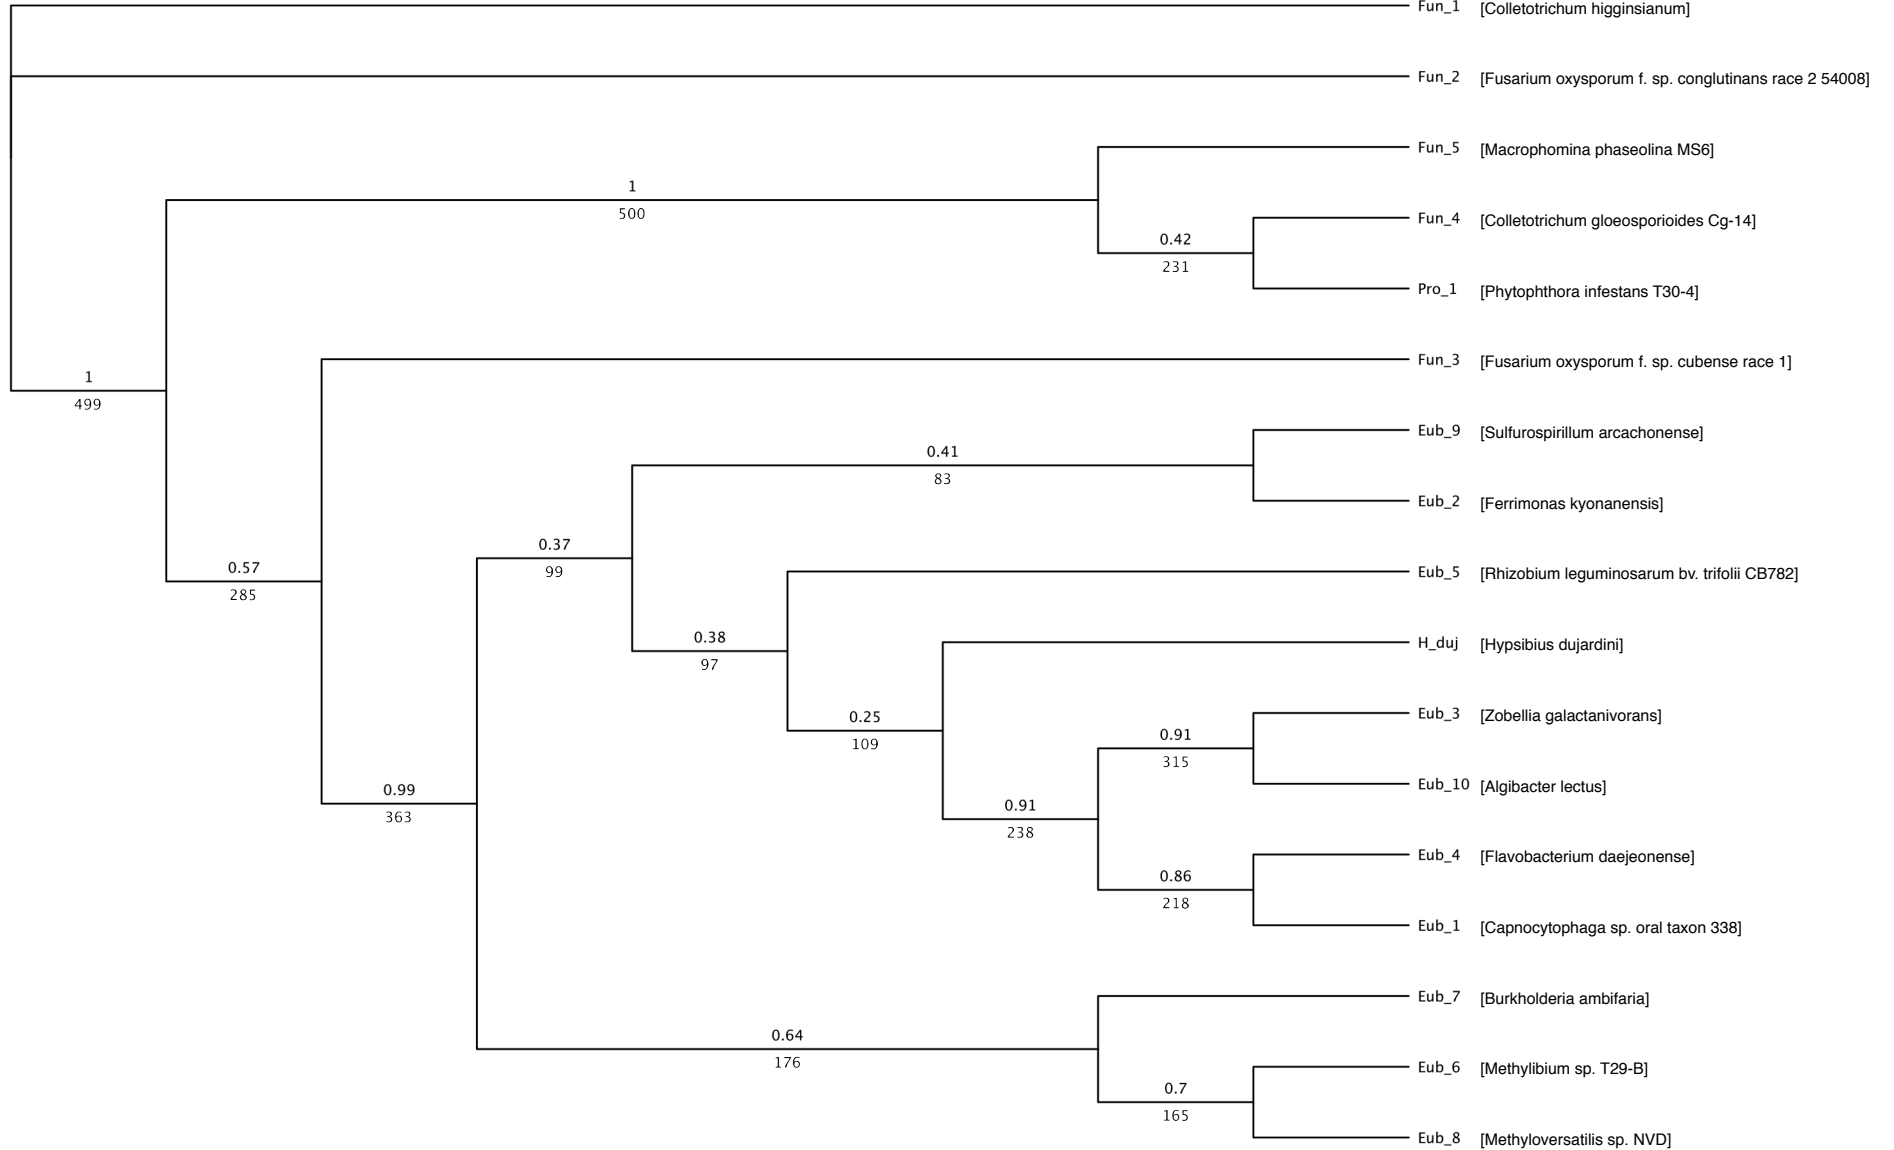 Fun_1 [Colletotrichum higginsianum]
Fun_2 [Fusarium oxysporum f. sp. conglutinans race 2 54008]
Fun_5 [Macrophomina phaseolina MS6]
1
500
Fun_4 [Colletotrichum gloeosporioides Cg-14]
0.42
231
Pro_1 [Phytophthora infestans T30-4]
Fun_3 [Fusarium oxysporum f. sp. cubense race 1]
1
499
Eub_9 [Sulfurospirillum arcachonense]
0.41
83
Eub_2 [Ferrimonas kyonanensis]
0.37
99
0.57
285
Eub_5 [Rhizobium leguminosarum bv. trifolii CB782]
0.38
97
H_duj [Hypsibius dujardini]
0.25
109
Eub_3 [Zobellia galactanivorans]
0.91
315
Eub_10 [Algibacter lectus]
0.99
363
0.91
238
Eub_4 [Flavobacterium daejeonense]
0.86
218
Eub_1 [Capnocytophaga sp. oral taxon 338]
Eub_7 [Burkholderia ambifaria]
0.64
176
Eub_6 [Methylibium sp. T29-B]
0.7
165
Eub_8 [Methyloversatilis sp. NVD]